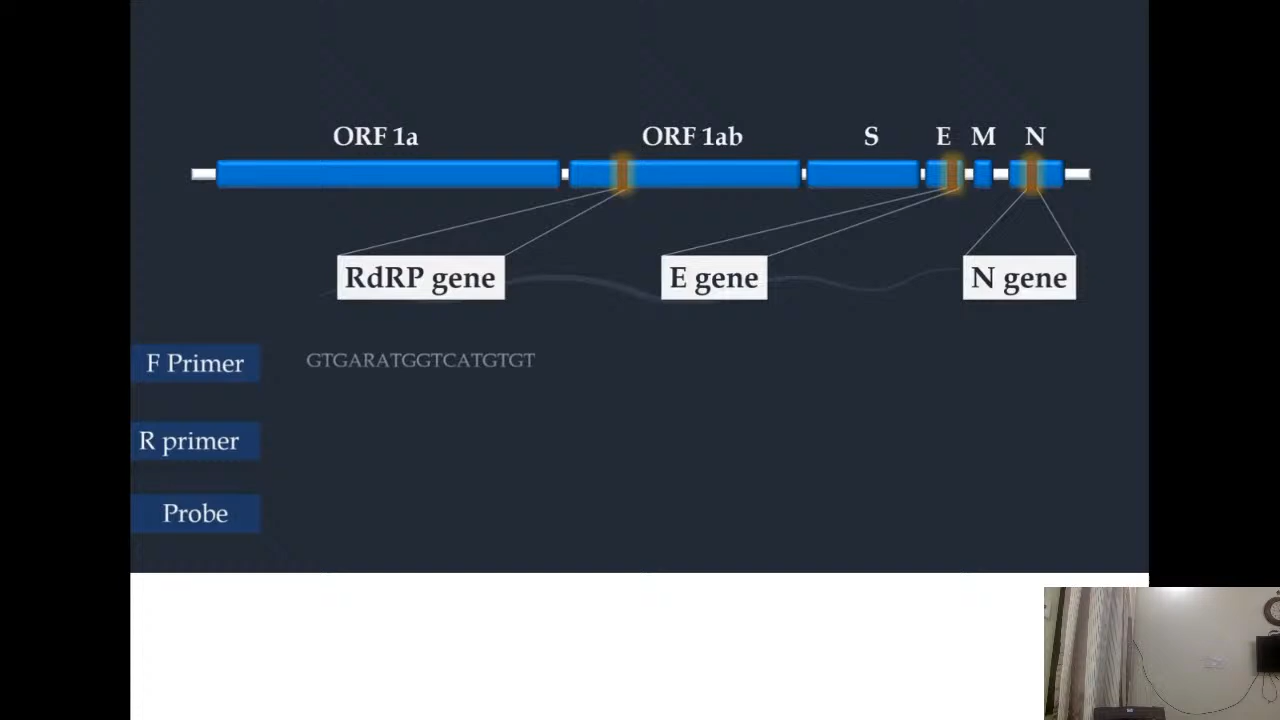 ORF 1a ORF 1ab S E M N
RdRP gene E gene N gene
F Primer GTGARATGGTCATGTGT
R primer
Probe